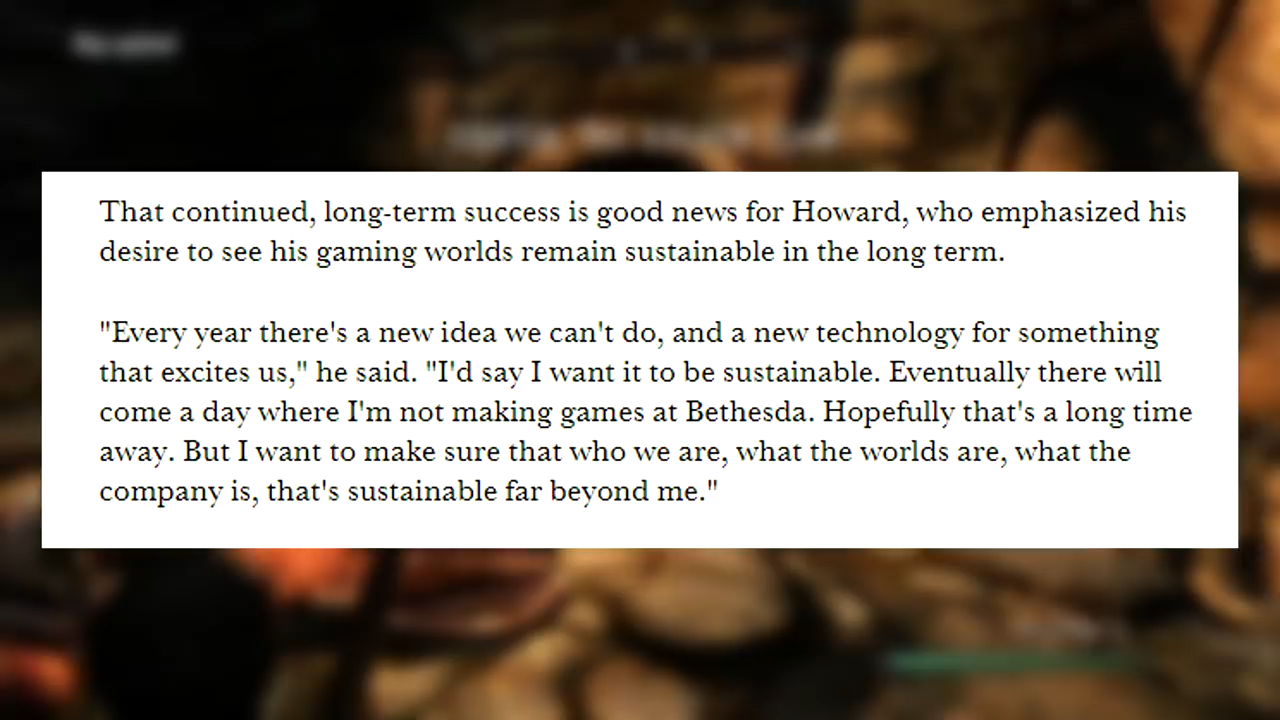 That continued, long-term success is good news for Howard, who emphasized his
desire to see his gaming worlds remain sustainable in the long term.
"Every year there's a new idea we can't do, and a new technology for something
that excites us," he said. "I'd say I want it to be sustainable. Eventually there will
come a day where I'm not making games at Bethesda. Hopefully that's a long time
away. But I want to make sure that who we are, what the worlds are, what the
company is, that's sustainable far beyond me."